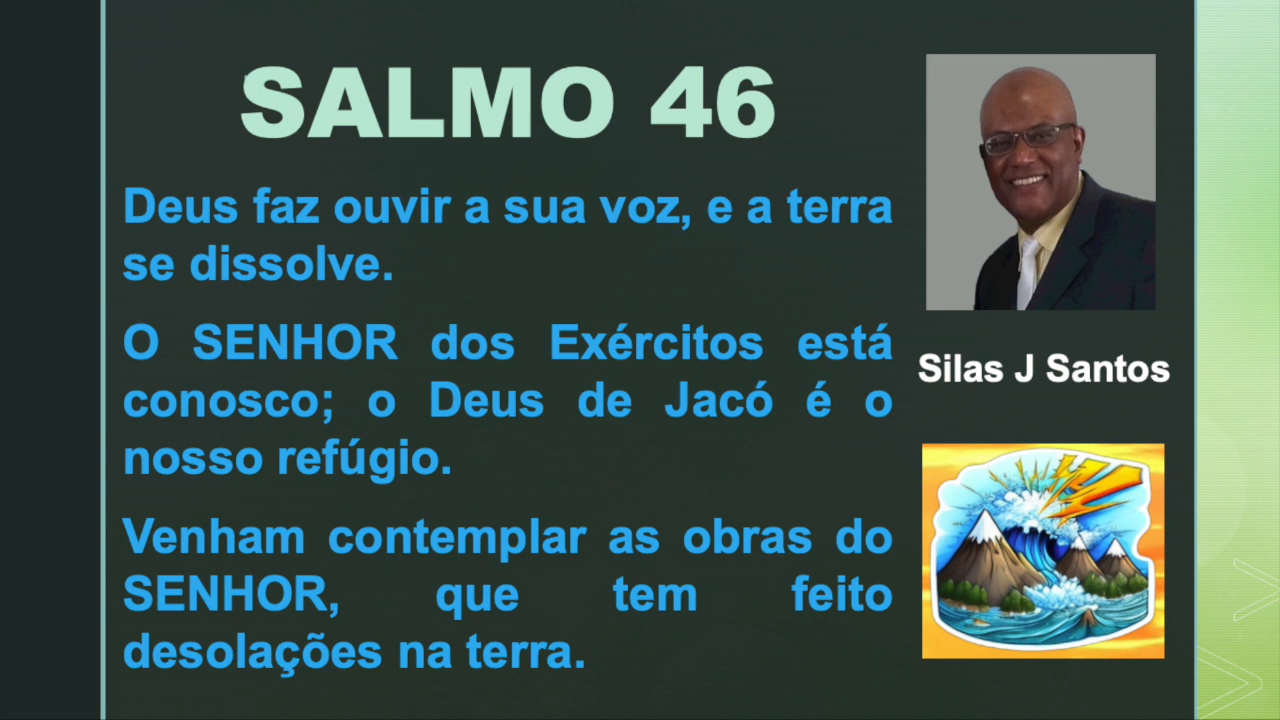 SALMO 46
Deus faz ouvir a sua voz, e a terra
se dissolve.
O SENHOR dos Exércitos está
conosco; o Deus de Jacó é o
nosso refúgio.
Venham contemplar as obras do
SENHOR, que tem feito
desolações na terra.
Silas J Santos